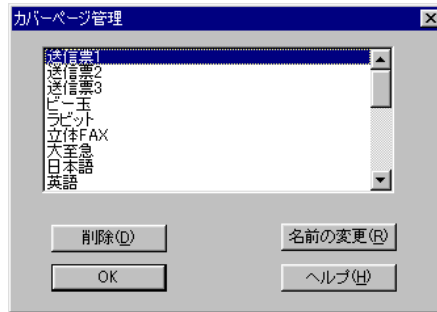 カバーページ管理
送信票1
送信票2
送信票3
ビー玉
ラビット
立体FAX
大至急
日本語
英語
削除(D)
名前の変更(R)
OK
ヘルプ(H)